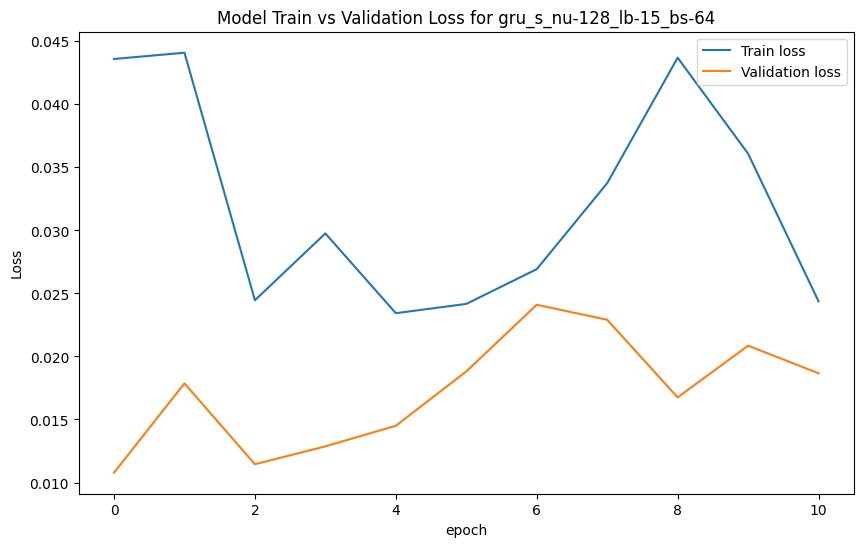 Model Train vs Validation Loss for gru_s_nu-128_lb-15_bs-64
Train loss
Validation loss
0.045
0.040
0.035
0.030
0.025
0.020
0.015
0.010
Loss
0 2 4 6 8 10
epoch